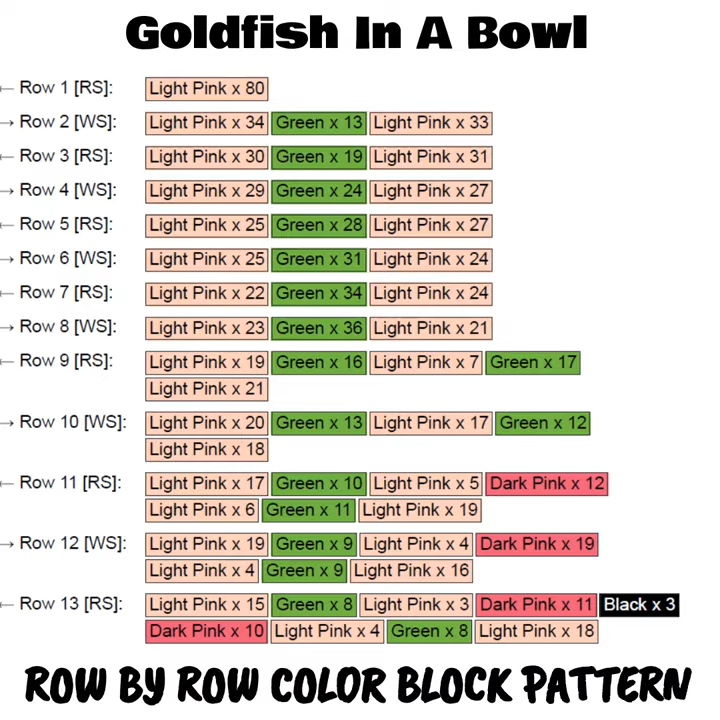 Goldfish In A Bowl
← Row 1 [RS]: Light Pink x 80
→ Row 2 [WS]: Light Pink x 34 Green x 13 Light Pink x 33
← Row 3 [RS]: Light Pink x 30 Green x 19 Light Pink x 31
→ Row 4 [WS]: Light Pink x 29 Green x 24 Light Pink x 27
← Row 5 [RS]: Light Pink x 25 Green x 28 Light Pink x 27
→ Row 6 [WS]: Light Pink x 25 Green x 31 Light Pink x 24
← Row 7 [RS]: Light Pink x 22 Green x 34 Light Pink x 24
→ Row 8 [WS]: Light Pink x 23 Green x 36 Light Pink x 21
← Row 9 [RS]: Light Pink x 19 Green x 16 Light Pink x 7 Green x 17
Light Pink x 21
→ Row 10 [WS]: Light Pink x 20 Green x 13 Light Pink x 17 Green x 12
Light Pink x 18
← Row 11 [RS]: Light Pink x 17 Green x 10 Light Pink x 5 Dark Pink x 12
Light Pink x 6 Green x 11 Light Pink x 19
→ Row 12 [WS]: Light Pink x 19 Green x 9 Light Pink x 4 Dark Pink x 19
Light Pink x 4 Green x 9 Light Pink x 16
← Row 13 [RS]: Light Pink x 15 Green x 8 Light Pink x 3 Dark Pink x 11 Black x 3
Dark Pink x 10 Light Pink x 4 Green x 8 Light Pink x 18
ROW BY ROW COLOR BLOCK PATTERN